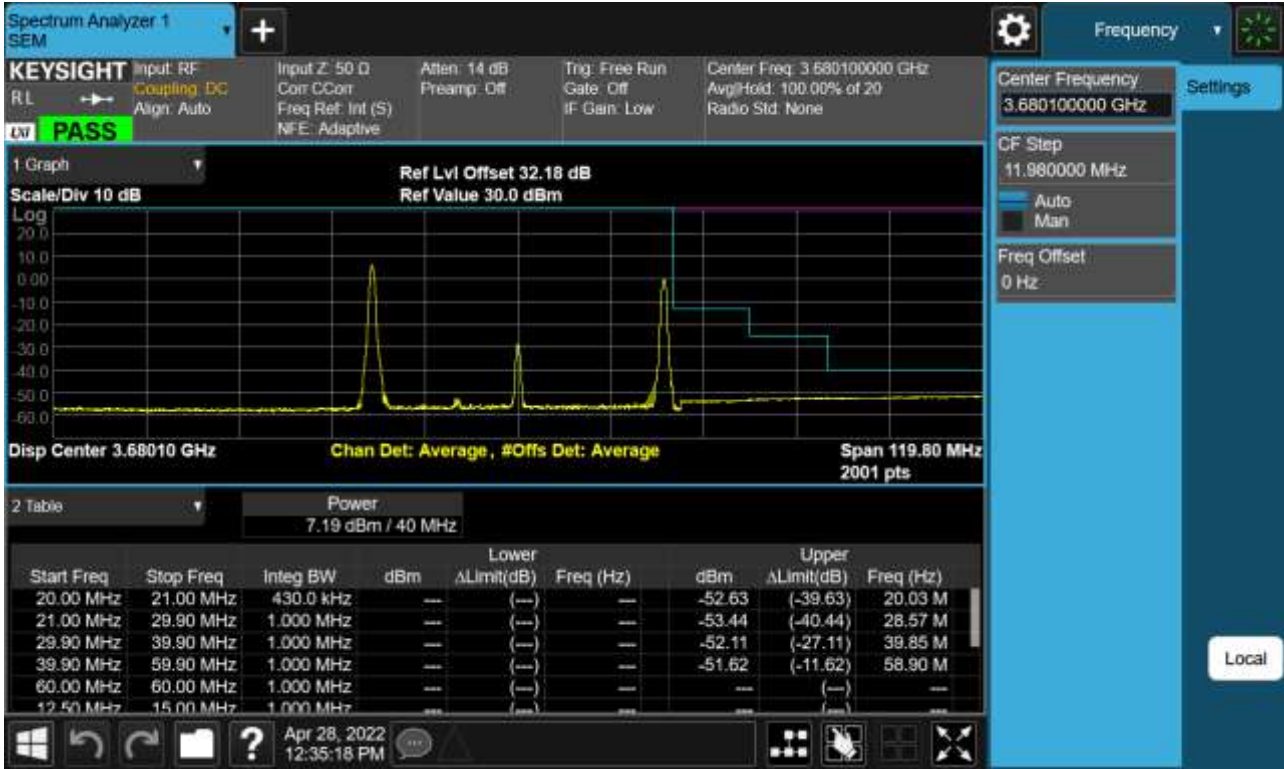 Spectrum Analyzer 1
SEM
Frequency
KEYSIGHT
RL
LXI
PASS
Input: RF
Coupling: DC
Align: Auto
Input Z: 50 Ω
Corr CCorr
Freq Ref: Int (S)
NFE: Adaptive
Atten: 14 dB
Preamp: Off
Trig: Free Run
Gate: Off
IF Gain: Low
Center Freq: 3.680100000 GHz
Avg|Hold: 100.00% of 20
Radio Std: None
Center Frequency
3.680100000 GHz
Settings
CF Step
11.980000 MHz
Auto
Man
Freq Offset
0 Hz
Local
1 Graph
Scale/Div 10 dB
Ref Lvl Offset 32.18 dB
Ref Value 30.0 dBm
Log
20.0
10.0
0.00
-10.0
-20.0
-30.0
-40.0
-50.0
-60.0
Disp Center 3.68010 GHz
Chan Det: Average, #Offs Det: Average
Span 119.80 MHz
2001 pts
2 Table
Power
7.19 dBm / 40 MHz
Lower Upper
Start Freq Stop Freq Integ BW dBm ΔLimit(dB) Freq (Hz) dBm ΔLimit(dB) Freq (Hz)
20.00 MHz 21.00 MHz 430.0 kHz --- (---) --- -52.63 (-39.63) 20.03 M
21.00 MHz 29.90 MHz 1.000 MHz --- (---) --- -53.44 (-40.44) 28.57 M
29.90 MHz 39.90 MHz 1.000 MHz --- (---) --- -52.11 (-27.11) 39.85 M
39.90 MHz 59.90 MHz 1.000 MHz --- (---) --- -51.62 (-11.62) 58.90 M
60.00 MHz 60.00 MHz 1.000 MHz --- (---) --- --- (---) ---
12.50 MHz 15.00 MHz 1.000 MHz --- (---) --- --- (---) ---
?
Apr 28, 2022
12:35:18 PM